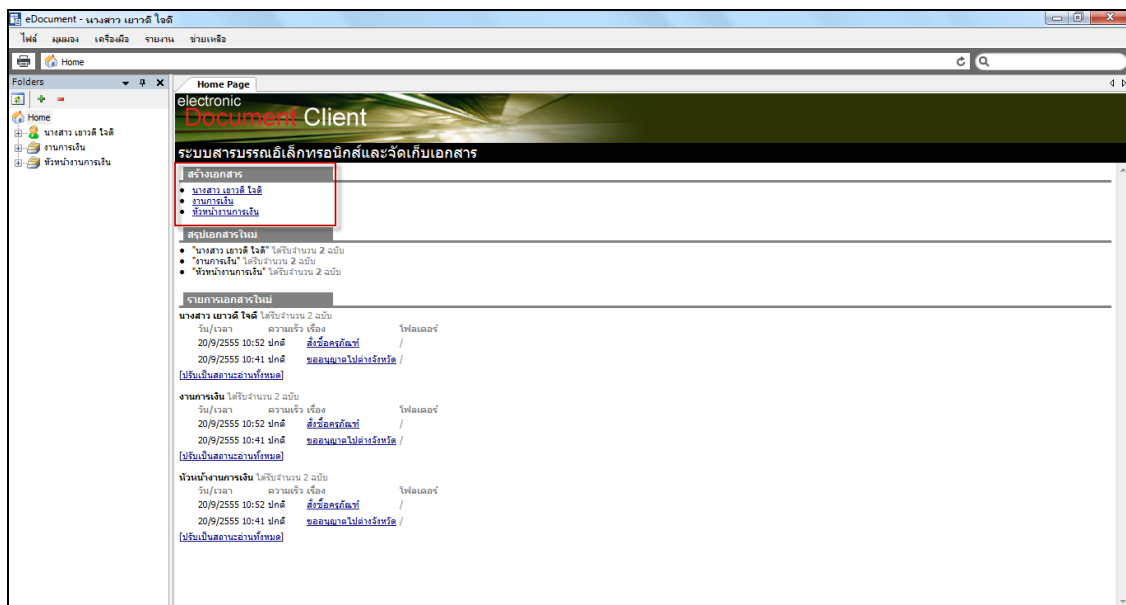 eDocument - นางสาว เยาวดี ใจดี
ไฟล์ มุมมอง เครื่องมือ รายงาน ช่วยเหลือ
Home
Folders
Home
นางสาว เยาวดี ใจดี
งานการเงิน
หัวหน้างานการเงิน
Home Page
electronic
Document Client
ระบบสารบรรณอิเล็กทรอนิกส์และจัดเก็บเอกสาร
สร้างเอกสาร
นางสาว เยาวดี ใจดี
งานการเงิน
หัวหน้างานการเงิน
สรุปเอกสารใหม่
"นางสาว เยาวดี ใจดี" ได้รับจำนวน 2 ฉบับ
"งานการเงิน" ได้รับจำนวน 2 ฉบับ
"หัวหน้างานการเงิน" ได้รับจำนวน 2 ฉบับ
รายการเอกสารใหม่
นางสาว เยาวดี ใจดี ได้รับจำนวน 2 ฉบับ
วัน/เวลา ความเร็ว เรื่อง โฟลเดอร์
20/9/2555 10:52 ปกติ สั่งซื้อครุภัณฑ์ /
20/9/2555 10:41 ปกติ ขออนุญาตไปต่างจังหวัด /
[ปรับเป็นสถานะอ่านทั้งหมด]
งานการเงิน ได้รับจำนวน 2 ฉบับ
วัน/เวลา ความเร็ว เรื่อง โฟลเดอร์
20/9/2555 10:52 ปกติ สั่งซื้อครุภัณฑ์ /
20/9/2555 10:41 ปกติ ขออนุญาตไปต่างจังหวัด /
[ปรับเป็นสถานะอ่านทั้งหมด]
หัวหน้างานการเงิน ได้รับจำนวน 2 ฉบับ
วัน/เวลา ความเร็ว เรื่อง โฟลเดอร์
20/9/2555 10:52 ปกติ สั่งซื้อครุภัณฑ์ /
20/9/2555 10:41 ปกติ ขออนุญาตไปต่างจังหวัด /
[ปรับเป็นสถานะอ่านทั้งหมด]